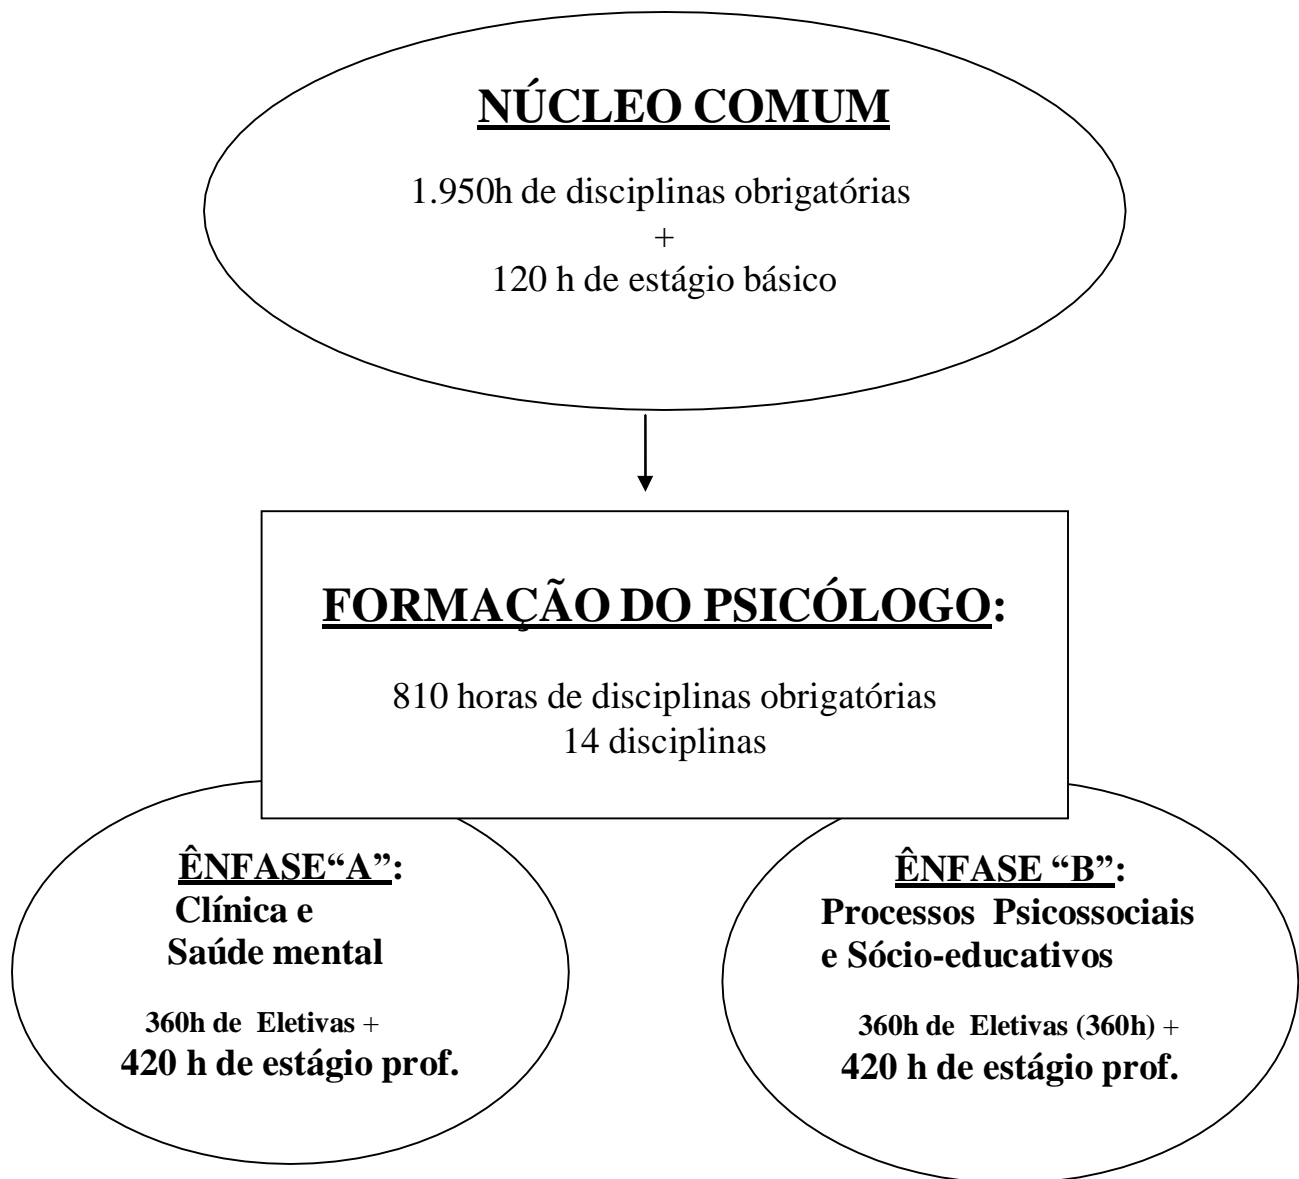 NÚCLEO COMUM
1.950h de disciplinas obrigatórias
+
120 h de estágio básico
FORMAÇÃO DO PSICÓLOGO:
810 horas de disciplinas obrigatórias
14 disciplinas
ÊNFASE“A”:
Clínica e
Saúde mental
360h de Eletivas +
420 h de estágio prof.
ÊNFASE “B”:
Processos Psicossociais
e Sócio-educativos
360h de Eletivas (360h) +
420 h de estágio prof.